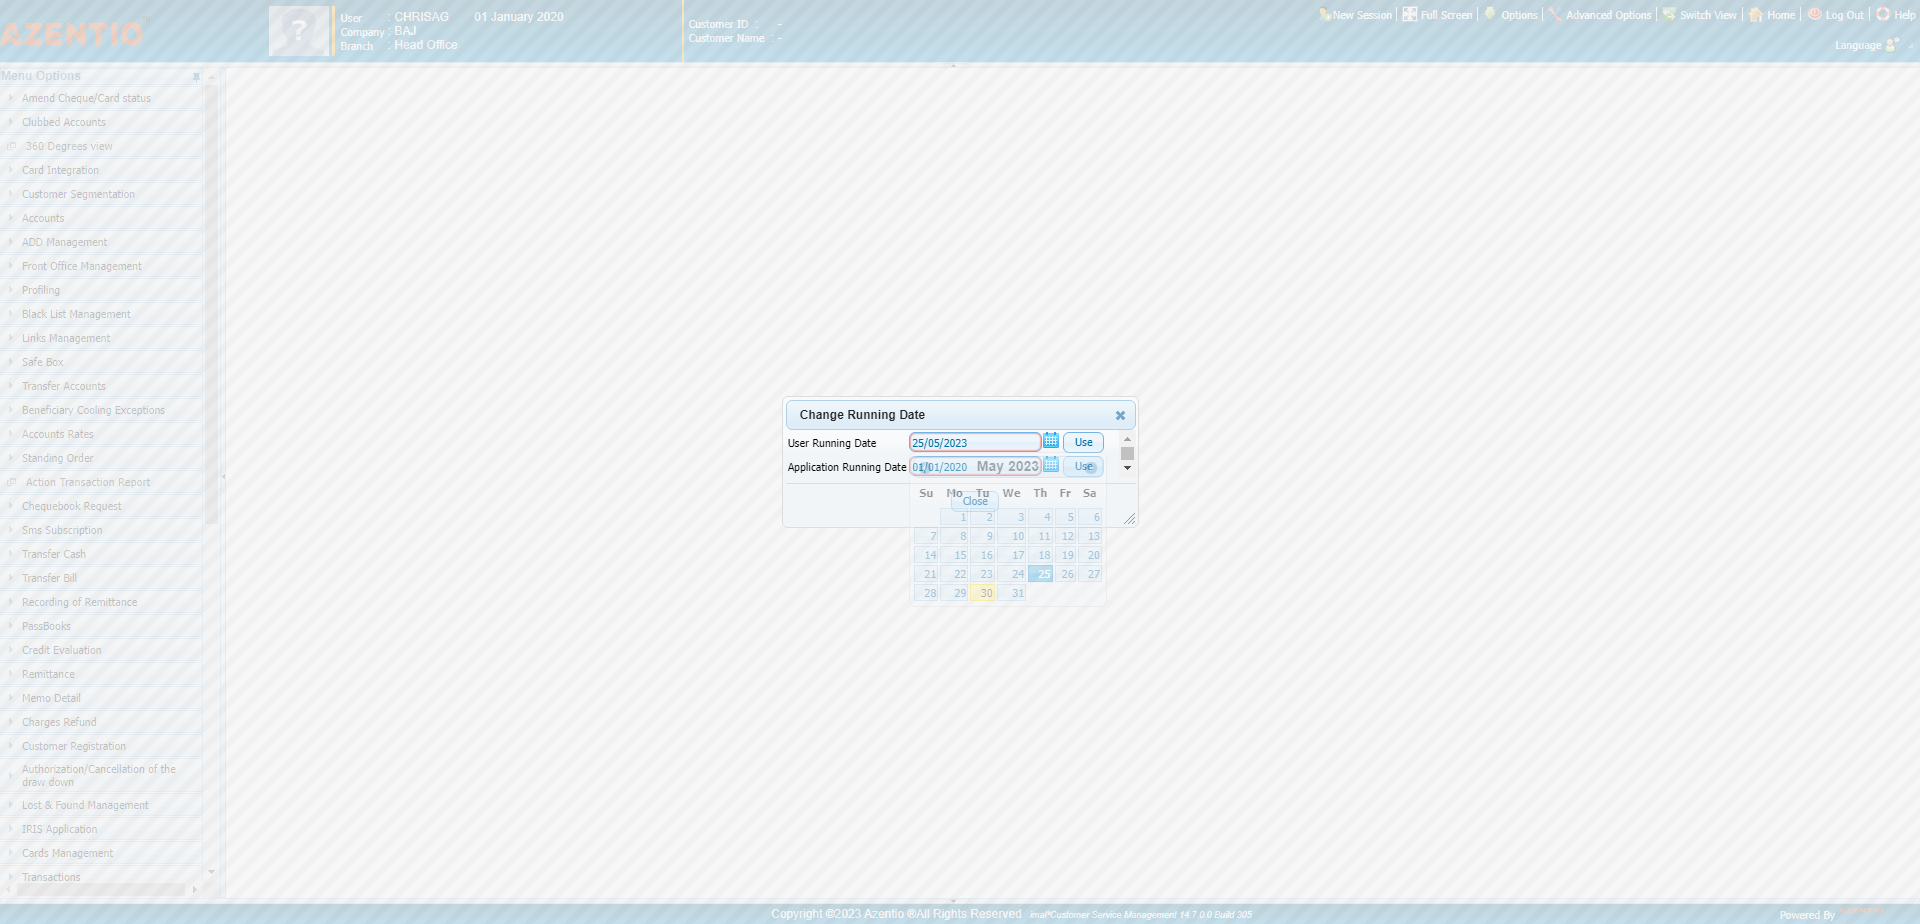 AZENTIO
?
User : CHRISAG 01 January 2020
Company : BAJ
Branch : Head Office
Customer ID : -
Customer Name : -
New Session Full Screen Options Advanced Options Switch View Home Log Out Help
Language
Menu Options
Amend Cheque/Card status
Clubbed Accounts
360 Degrees view
Card Integration
Customer Segmentation
Accounts
ADD Management
Front Office Management
Profiling
Black List Management
Links Management
Safe Box
Transfer Accounts
Beneficiary Cooling Exceptions
Accounts Rates
Standing Order
Action Transaction Report
Chequebook Request
Sms Subscription
Transfer Cash
Transfer Bill
Recording of Remittance
PassBooks
Credit Evaluation
Remittance
Memo Detail
Charges Refund
Customer Registration
Authorization/Cancellation of the
draw down
Lost & Found Management
IRIS Application
Cards Management
Transactions
Change Running Date
User Running Date 25/05/2023 Use
Application Running Date 01/01/2020 Use
May 2023
Su Mo Tu We Th Fr Sa
Close
1 2 3 4 5 6
7 8 9 10 11 12 13
14 15 16 17 18 19 20
21 22 23 24 25 26 27
28 29 30 31
Copyright ©2023 Azentio ®All Rights Reserved imal*Customer Service Management 14.7.0.0 Build 305
Powered By